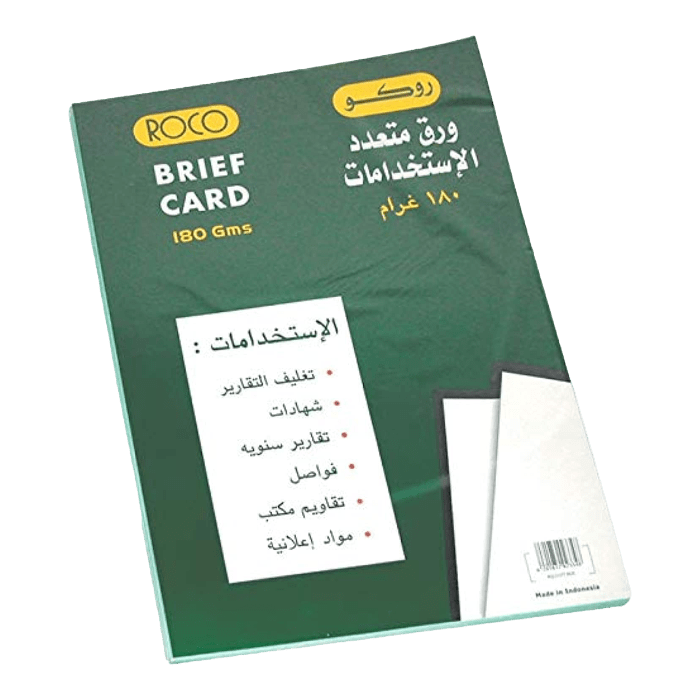 ROCO
BRIEF
CARD
180 Gms
روكو
ورق متعدد
الإستخدامات
١٨٠ غرام
الإستخدامات :
• تغليف التقارير
• شهادات
• تقارير سنويه
• فواصل
• تقاويم مكتب
• مواد إعلانية
Made in Indonesia